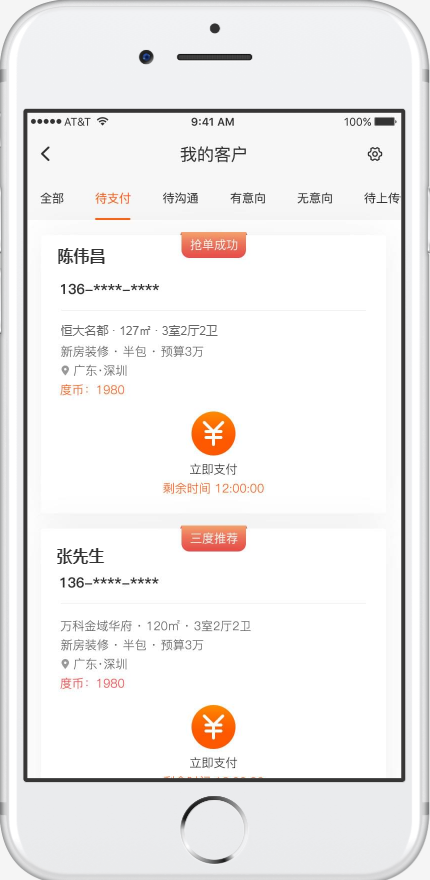 ●●●●● AT&T 9:41 AM 100%
我的客户
全部 待支付 待沟通 有意向 无意向 待上传
抢单成功
陈伟昌
136-****-****
恒大名都 · 127㎡ · 3室2厅2卫
新房装修 · 半包 · 预算3万
广东·深圳
度币：1980
¥
立即支付
剩余时间 12:00:00
三度推荐
张先生
136-****-****
万科金域华府 · 120㎡ · 3室2厅2卫
新房装修 · 半包 · 预算3万
广东·深圳
度币：1980
¥
立即支付